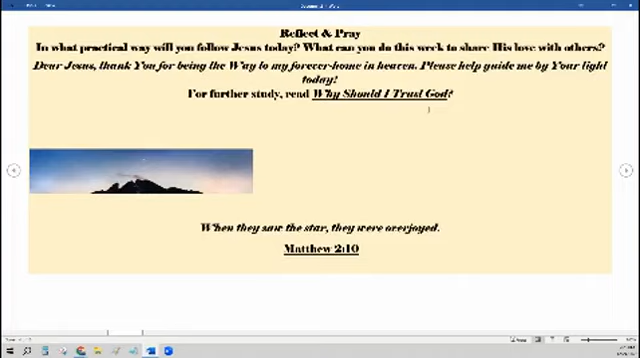 Reflect & Pray
In what practical way will you follow Jesus today? What can you do this week to share His love with others?
Dear Jesus, thank You for being the Way to my forever-home in heaven. Please help guide me by Your light
today!
For further study, read Why Should I Trust God?
When they saw the star, they were overjoyed.
Matthew 2:10